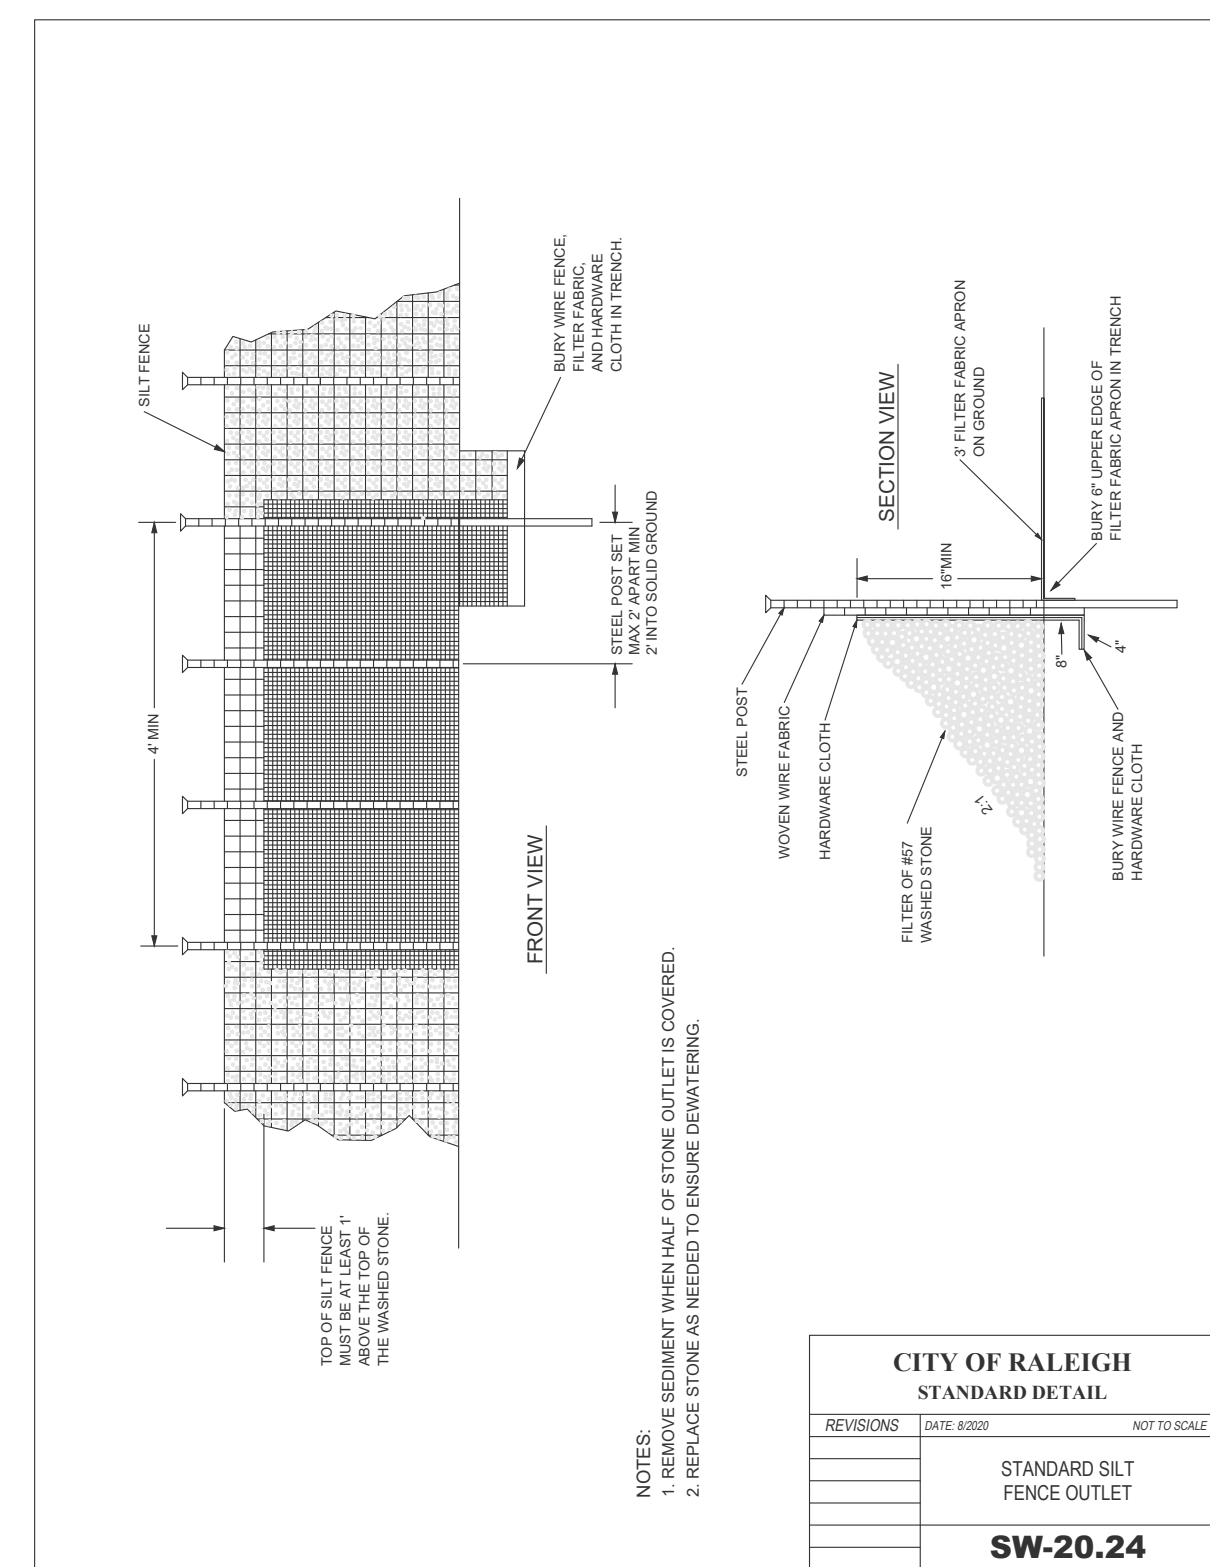 SILT FENCE
BURY WIRE FENCE,
FILTER FABRIC,
AND HARDWARE
CLOTH IN TRENCH.
4' MIN
STEEL POST SET
MAX 2' APART MIN
2' INTO SOLID GROUND
TOP OF SILT FENCE
MUST BE AT LEAST 1'
ABOVE THE TOP OF
THE WASHED STONE.
FRONT VIEW
SECTION VIEW
3' FILTER FABRIC APRON
ON GROUND
BURY 6" UPPER EDGE OF
FILTER FABRIC APRON IN TRENCH
16"MIN
STEEL POST
WOVEN WIRE FABRIC
HARDWARE CLOTH
FILTER OF #57
WASHED STONE
2:1
8"
4"
BURY WIRE FENCE AND
HARDWARE CLOTH
NOTES:
1. REMOVE SEDIMENT WHEN HALF OF STONE OUTLET IS COVERED.
2. REPLACE STONE AS NEEDED TO ENSURE DEWATERING.
CITY OF RALEIGH
STANDARD DETAIL
REVISIONS DATE: 8/2020 NOT TO SCALE
STANDARD SILT
FENCE OUTLET
SW-20.24